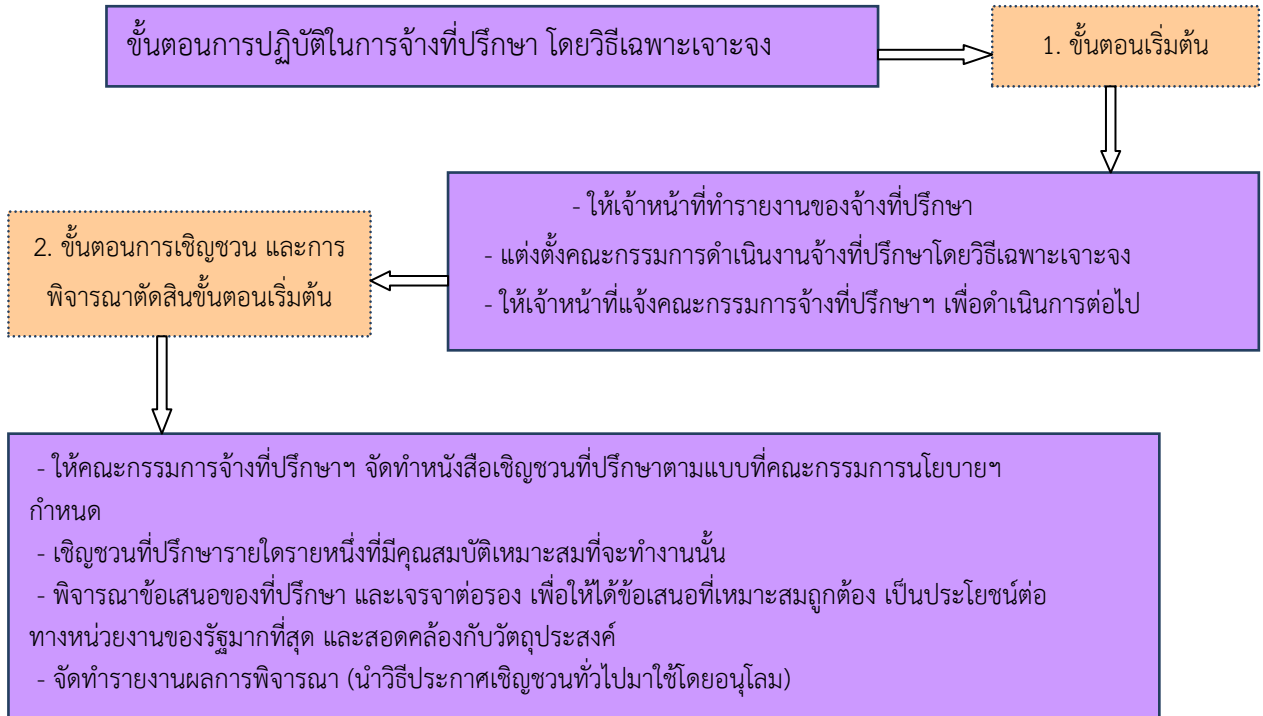 ขั้นตอนการปฏิบัติในการจ้างที่ปรึกษา โดยวิธีเฉพาะเจาะจง
1. ขั้นตอนเริ่มต้น
- ให้เจ้าหน้าที่ทำรายงานของจ้างที่ปรึกษา
- แต่งตั้งคณะกรรมการดำเนินงานจ้างที่ปรึกษาโดยวิธีเฉพาะเจาะจง
- ให้เจ้าหน้าที่แจ้งคณะกรรมการจ้างที่ปรึกษาฯ เพื่อดำเนินการต่อไป
2. ขั้นตอนการเชิญชวน และการ
พิจารณาตัดสินขั้นตอนเริ่มต้น
- ให้คณะกรรมการจ้างที่ปรึกษาฯ จัดทำหนังสือเชิญชวนที่ปรึกษาตามแบบที่คณะกรรมการนโยบายฯ
กำหนด
- เชิญชวนที่ปรึกษารายใดรายหนึ่งที่มีคุณสมบัติเหมาะสมที่จะทำงานนั้น
- พิจารณาข้อเสนอของที่ปรึกษา และเจรจาต่อรอง เพื่อให้ได้ข้อเสนอที่เหมาะสมถูกต้อง เป็นประโยชน์ต่อ
ทางหน่วยงานของรัฐมากที่สุด และสอดคล้องกับวัตถุประสงค์
- จัดทำรายงานผลการพิจารณา (นำวิธีประกาศเชิญชวนทั่วไปมาใช้โดยอนุโลม)